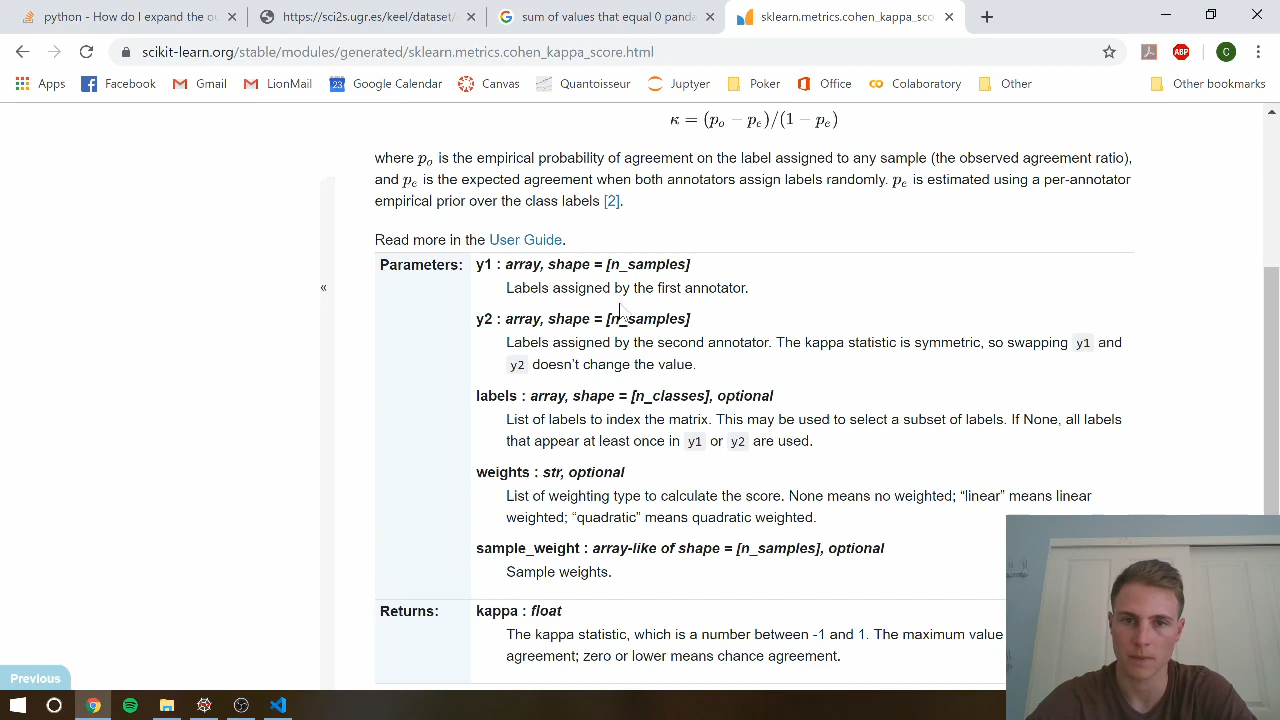 python - How do I expand the ou
https://sci2s.ugr.es/keel/dataset/
sum of values that equal 0 panda
sklearn.metrics.cohen_kappa_sco
scikit-learn.org/stable/modules/generated/sklearn.metrics.cohen_kappa_score.html
ABP
C
Apps
Facebook
Gmail
LionMail
23
Google Calendar
Canvas
Quantoisseur
Jupyter
Poker
Office
Colaboratory
Other
Other bookmarks
κ = (pₒ − pₑ)/(1 − pₑ)
where pₒ is the empirical probability of agreement on the label assigned to any sample (the observed agreement ratio),
and pₑ is the expected agreement when both annotators assign labels randomly. pₑ is estimated using a per-annotator
empirical prior over the class labels [2].
Read more in the User Guide.
«
Parameters:
y1 : array, shape = [n_samples]
Labels assigned by the first annotator.
y2 : array, shape = [n_samples]
Labels assigned by the second annotator. The kappa statistic is symmetric, so swapping y1 and
y2 doesn’t change the value.
labels : array, shape = [n_classes], optional
List of labels to index the matrix. This may be used to select a subset of labels. If None, all labels
that appear at least once in y1 or y2 are used.
weights : str, optional
List of weighting type to calculate the score. None means no weighted; “linear” means linear
weighted; “quadratic” means quadratic weighted.
sample_weight : array-like of shape = [n_samples], optional
Sample weights.
Returns:
kappa : float
The kappa statistic, which is a number between -1 and 1. The maximum value
agreement; zero or lower means chance agreement.
Previous